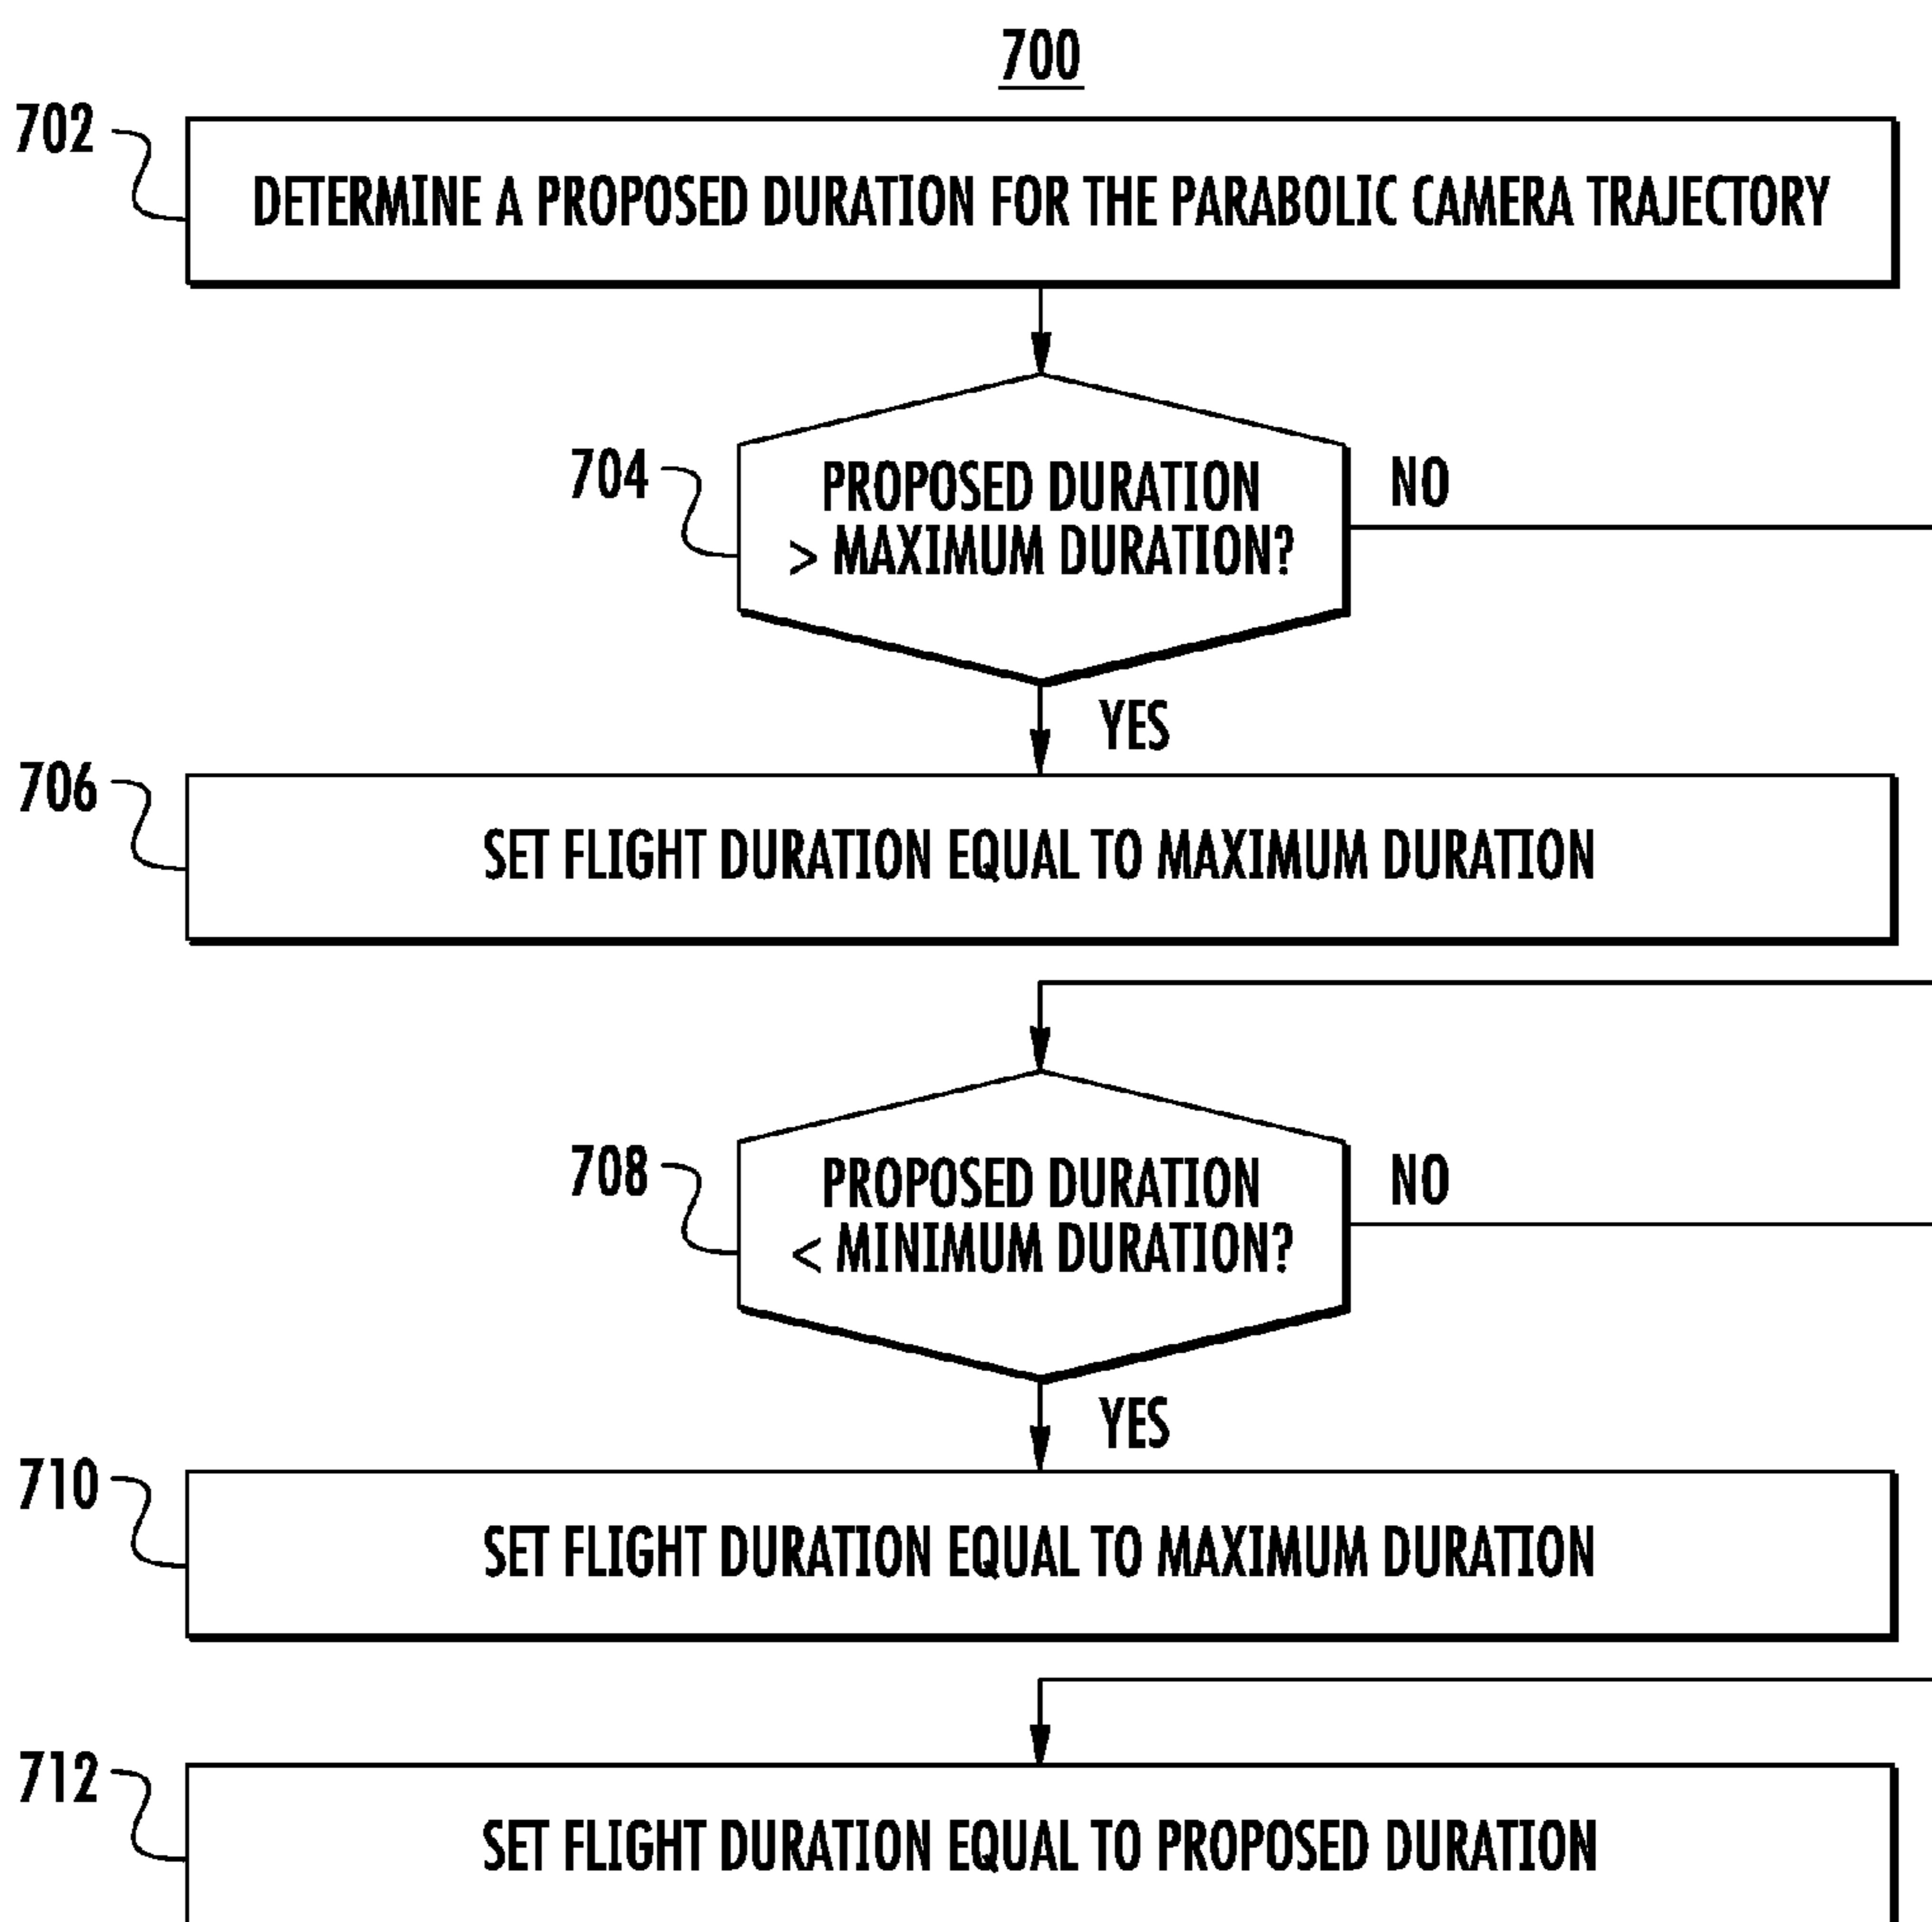 700
702
DETERMINE A PROPOSED DURATION FOR THE PARABOLIC CAMERA TRAJECTORY
704
PROPOSED DURATION
> MAXIMUM DURATION?
NO
YES
706
SET FLIGHT DURATION EQUAL TO MAXIMUM DURATION
708
PROPOSED DURATION
< MINIMUM DURATION?
NO
YES
710
SET FLIGHT DURATION EQUAL TO MAXIMUM DURATION
712
SET FLIGHT DURATION EQUAL TO PROPOSED DURATION